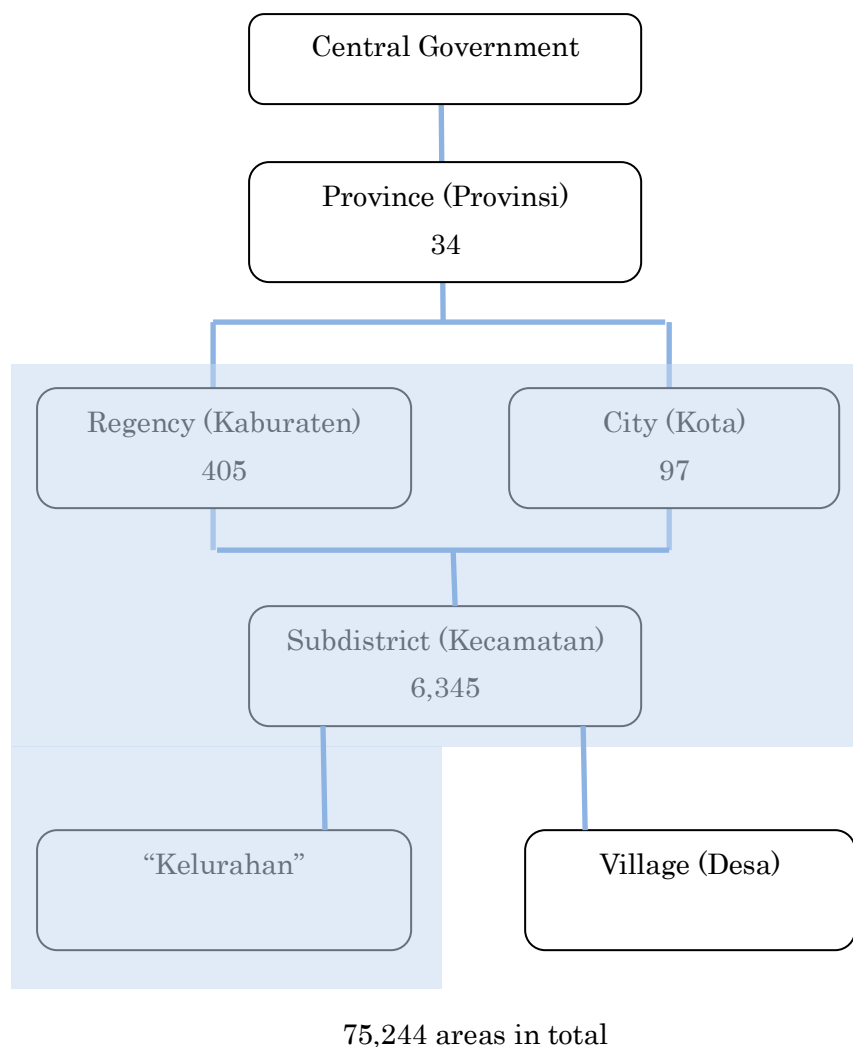 Central Government
Province (Provinsi)
34
Regency (Kaburaten)
405
City (Kota)
97
Subdistrict (Kecamatan)
6,345
“Kelurahan”
Village (Desa)
75,244 areas in total